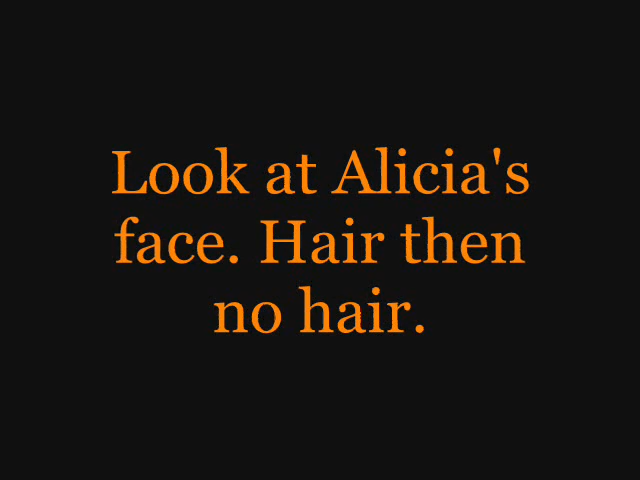 Look at Alicia's
face. Hair then
no hair.